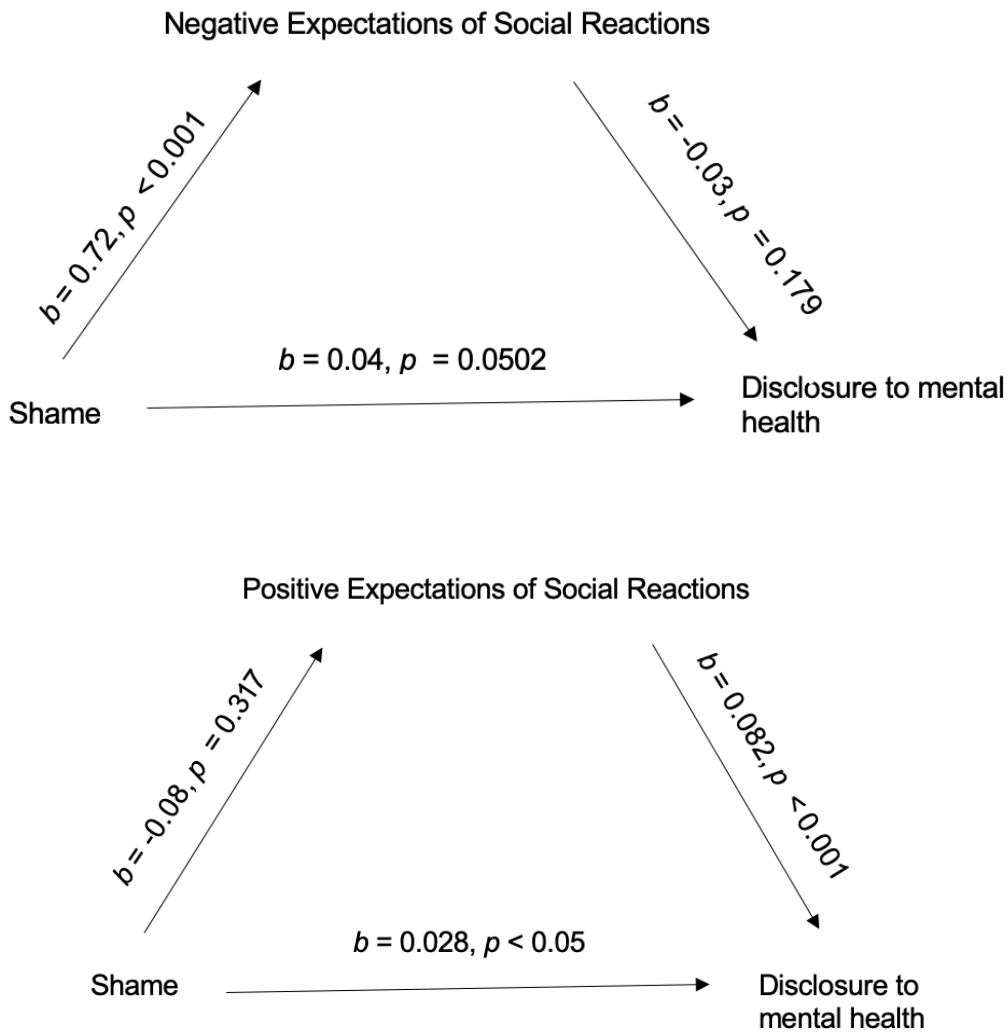 Negative Expectations of Social Reactions
b = 0.72, p < 0.001
b = -0.03, p = 0.179
b = 0.04, p = 0.0502
Shame
Disclosure to mental
health
Positive Expectations of Social Reactions
b = -0.08, p = 0.317
b = 0.082, p <0.001
b = 0.028, p < 0.05
Shame
Disclosure to
mental health